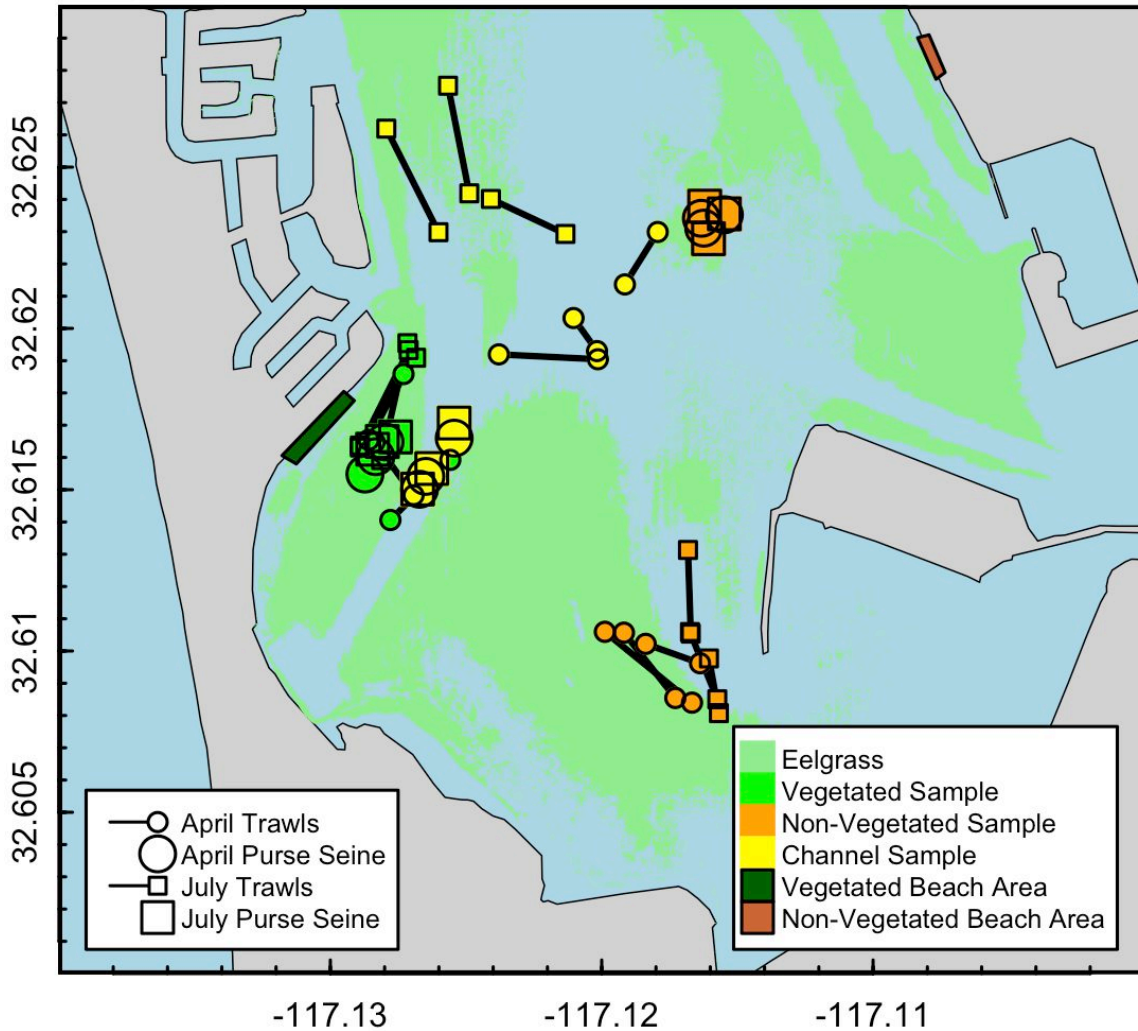 32.625
32.62
32.615
32.61
32.605
April Trawls
April Purse Seine
July Trawls
July Purse Seine
Eelgrass
Vegetated Sample
Non-Vegetated Sample
Channel Sample
Vegetated Beach Area
Non-Vegetated Beach Area
-117.13
-117.12
-117.11